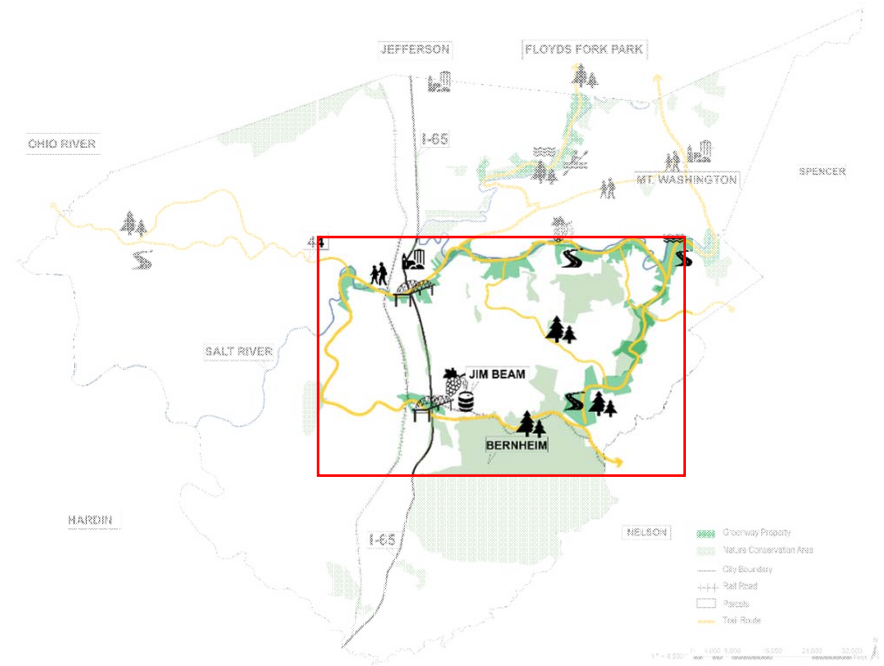 JEFFERSON
FLOYDS FORK PARK
I-65
OHIO RIVER
SPENCER
MT. WASHINGTON
44
SALT RIVER
JIM BEAM
BERNHEIM
HARDIN
NELSON
I-65
Greenway Property
Nature Conservation Area
City Boundary
Rail Road
Parcels
Trail Route
N